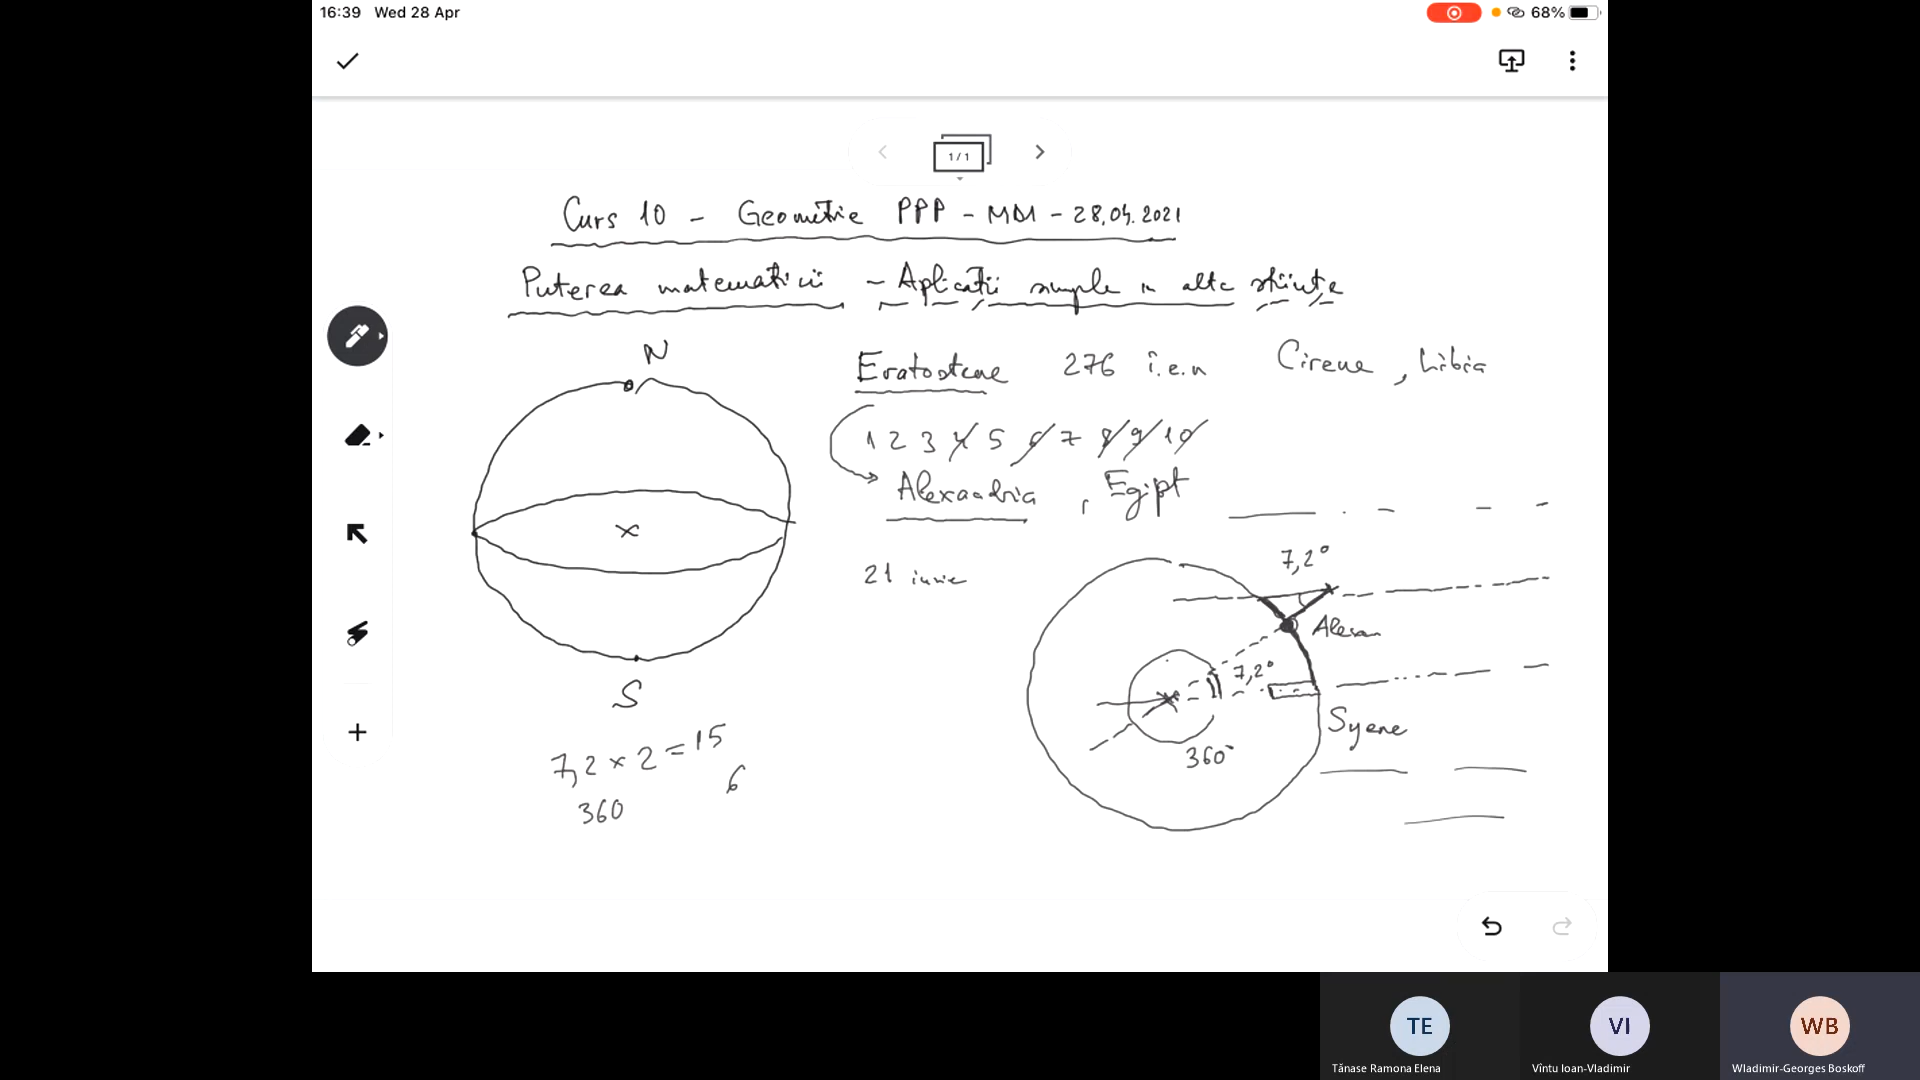 16:39 Wed 28 Apr
68%
1/1
Curs 10 - Geometrie PPP - MDI - 28.04.2021
Puterea matematicii - Aplicații simple în alte științe
N
Eratostene 276 î.e.n Cirene, Libia
1 2 3 4 5 6 7 8 9 10
Alexandria, Egipt
21 iunie
7,2°
Alexan
7,2°
Syene
360°
S
7,2 × 2 = 15
6
360
TE
VI
WB
Tănase Ramona Elena
Vîntu Ioan-Vladimir
Wladimir-Georges Boskoff